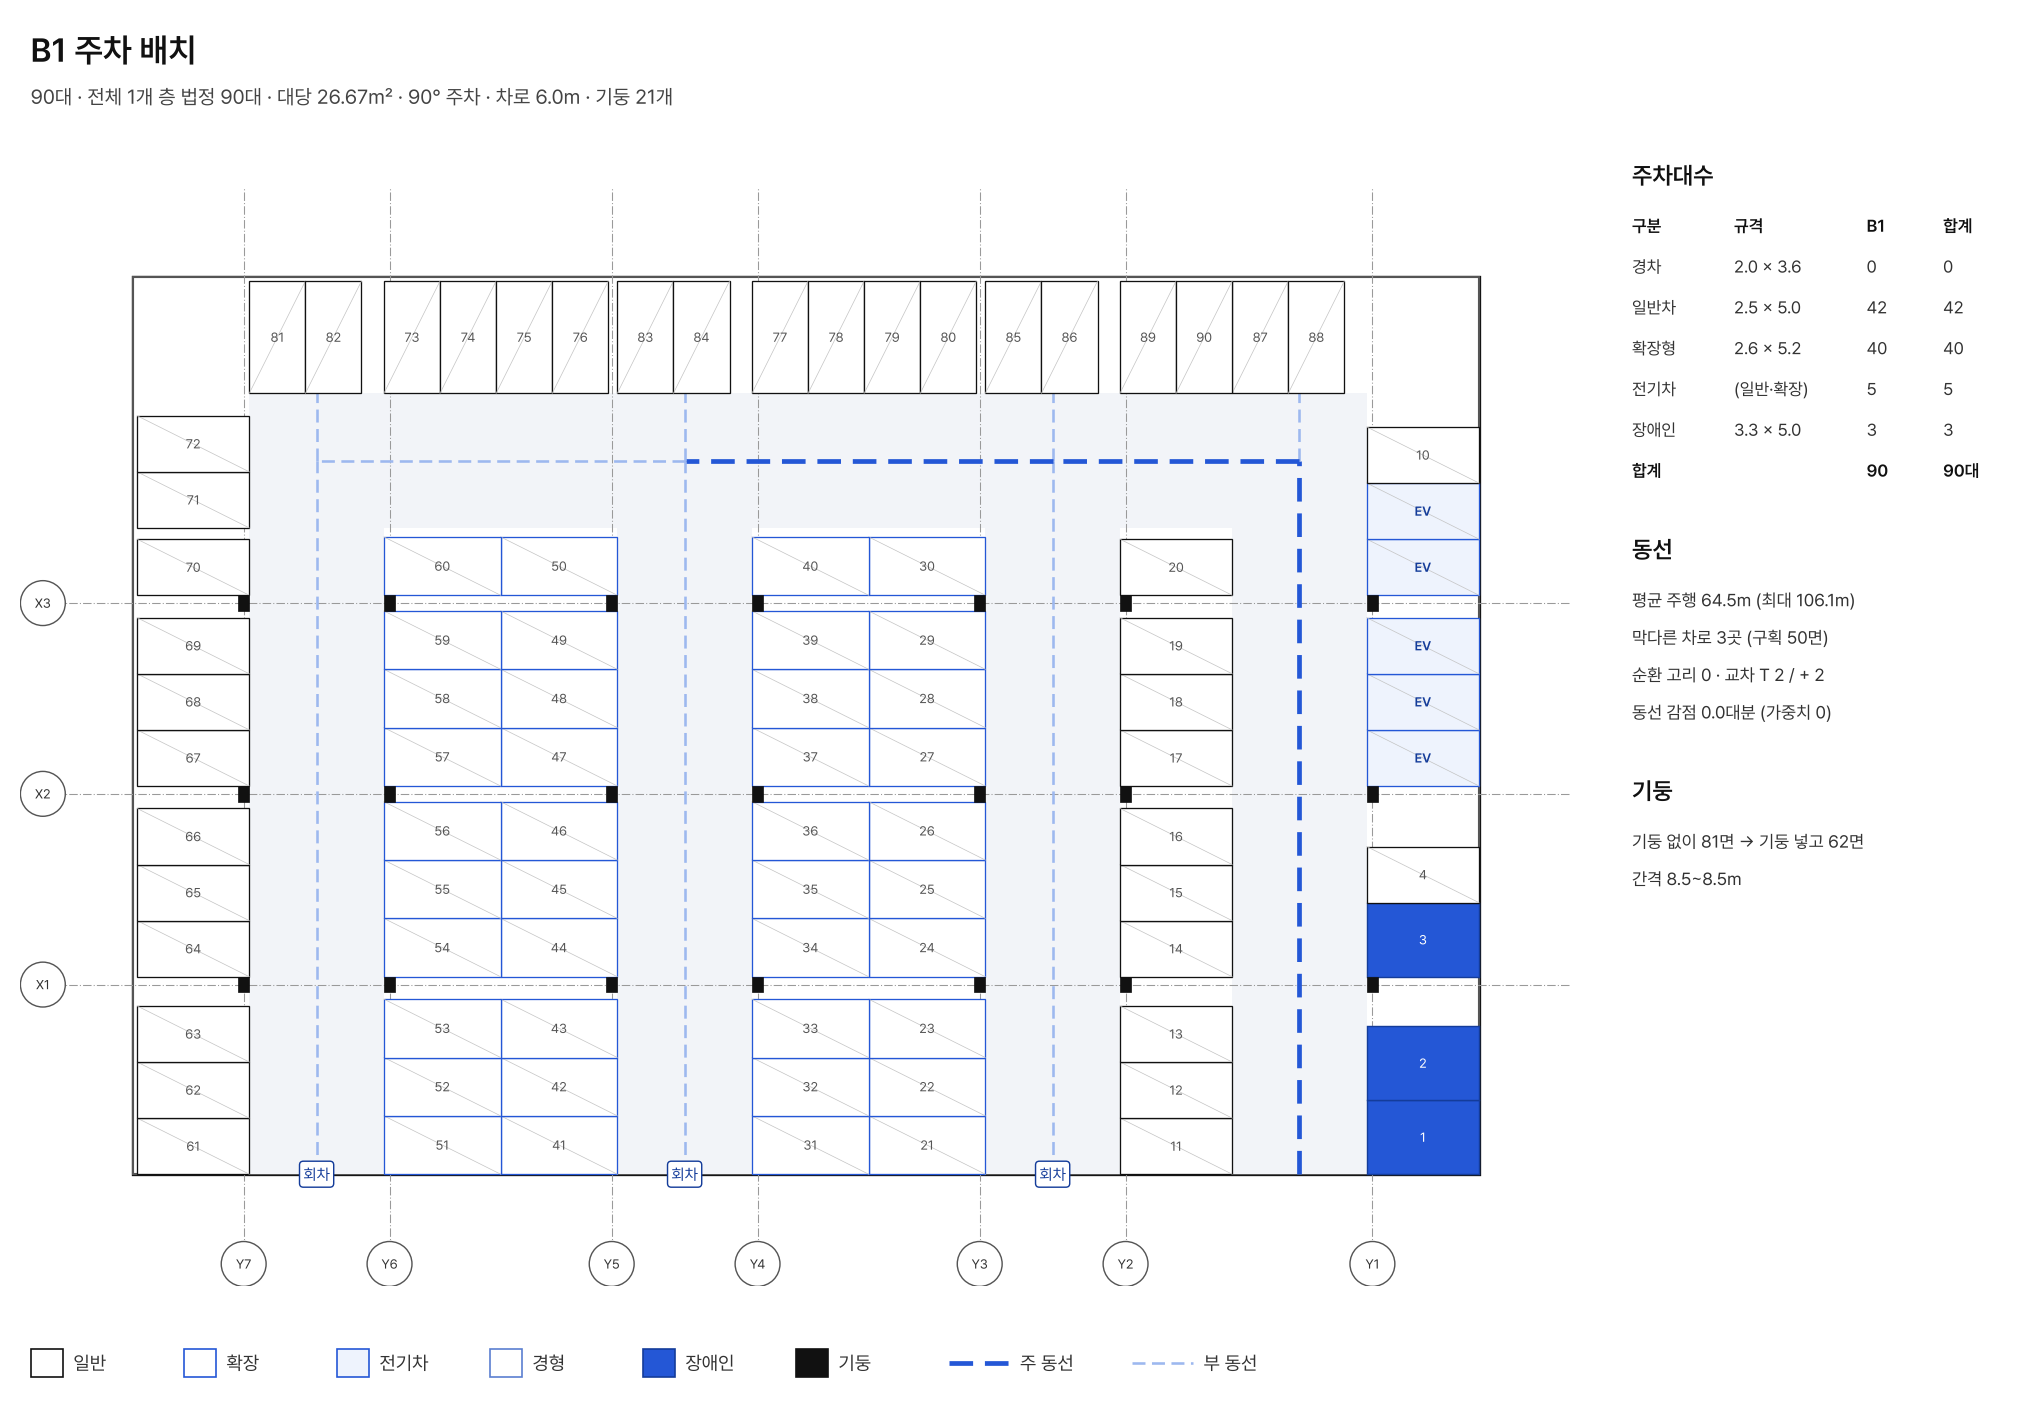 B1 주차 배치
90대 · 전체 1개 층 법정 90대 · 대당 26.67m² · 90° 주차 · 차로 6.0m · 기둥 21개
81 82 73 74 75 76 83 84 77 78 79 80 85 86 89 90 87 88
72
10
71
EV
70 60 50 40 30 20 EV
X3
69 59 49 39 29 19 EV
68 58 48 38 28 18 EV
67 57 47 37 27 17 EV
X2
66 56 46 36 26 16
4
65 55 45 35 25 15
3
64 54 44 34 24 14
X1
63 53 43 33 23 13
2
62 52 42 32 22 12
1
61 51 41 31 21 11
회차 회차 회차
Y7 Y6 Y5 Y4 Y3 Y2 Y1
주차대수
구분 규격 B1 합계
경차 2.0 × 3.6 0 0
일반차 2.5 × 5.0 42 42
확장형 2.6 × 5.2 40 40
전기차 (일반·확장) 5 5
장애인 3.3 × 5.0 3 3
합계 90 90대
동선
평균 주행 64.5m (최대 106.1m)
막다른 차로 3곳 (구획 50면)
순환 고리 0 · 교차 T 2 / + 2
동선 감점 0.0대분 (가중치 0)
기둥
기둥 없이 81면 → 기둥 넣고 62면
간격 8.5~8.5m
일반 확장 전기차 경형 장애인 기둥 주 동선 부 동선